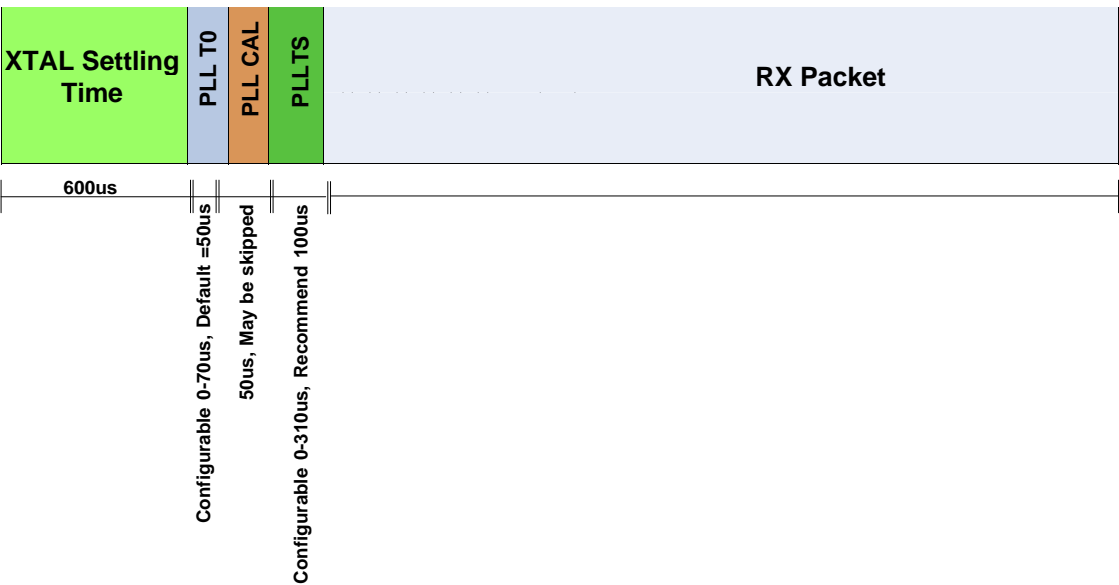 XTAL Settling
Time
PLL T0
PLL CAL
PLLTS
RX Packet
600us
Configurable 0-70us, Default =50us
50us, May be skipped
Configurable 0-310us, Recommend 100us